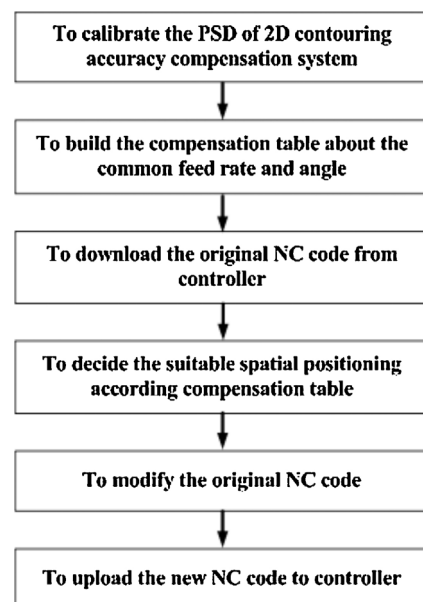 To calibrate the PSD of 2D contouring
accuracy compensation system
To build the compensation table about the
common feed rate and angle
To download the original NC code from
controller
To decide the suitable spatial positioning
according compensation table
To modify the original NC code
To upload the new NC code to controller